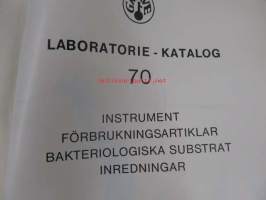 LABORATORIE - KATALOG
70
INSTRUMENT
FÖRBRUKNINGSARTIKLAR
BAKTERIOLOGISKA SUBSTRAT
INREDNINGAR